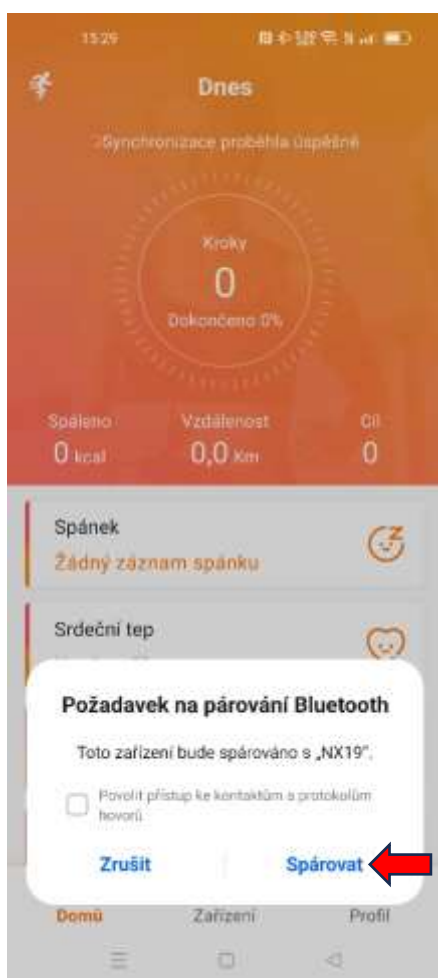 15:29
Dnes
Synchronizace proběhla úspěšně
Kroky
0
Dokončeno 0%
Spáleno
Vzdálenost
Cíl
0 kcal
0,0 Km
0
Spánek
Žádný záznam spánku
Srdeční tep
Požadavek na párování Bluetooth
Toto zařízení bude spárováno s „NX19“.
Povolit přístup ke kontaktům a protokolům
hovorů
Zrušit
Spárovat
Domů
Zařízení
Profil